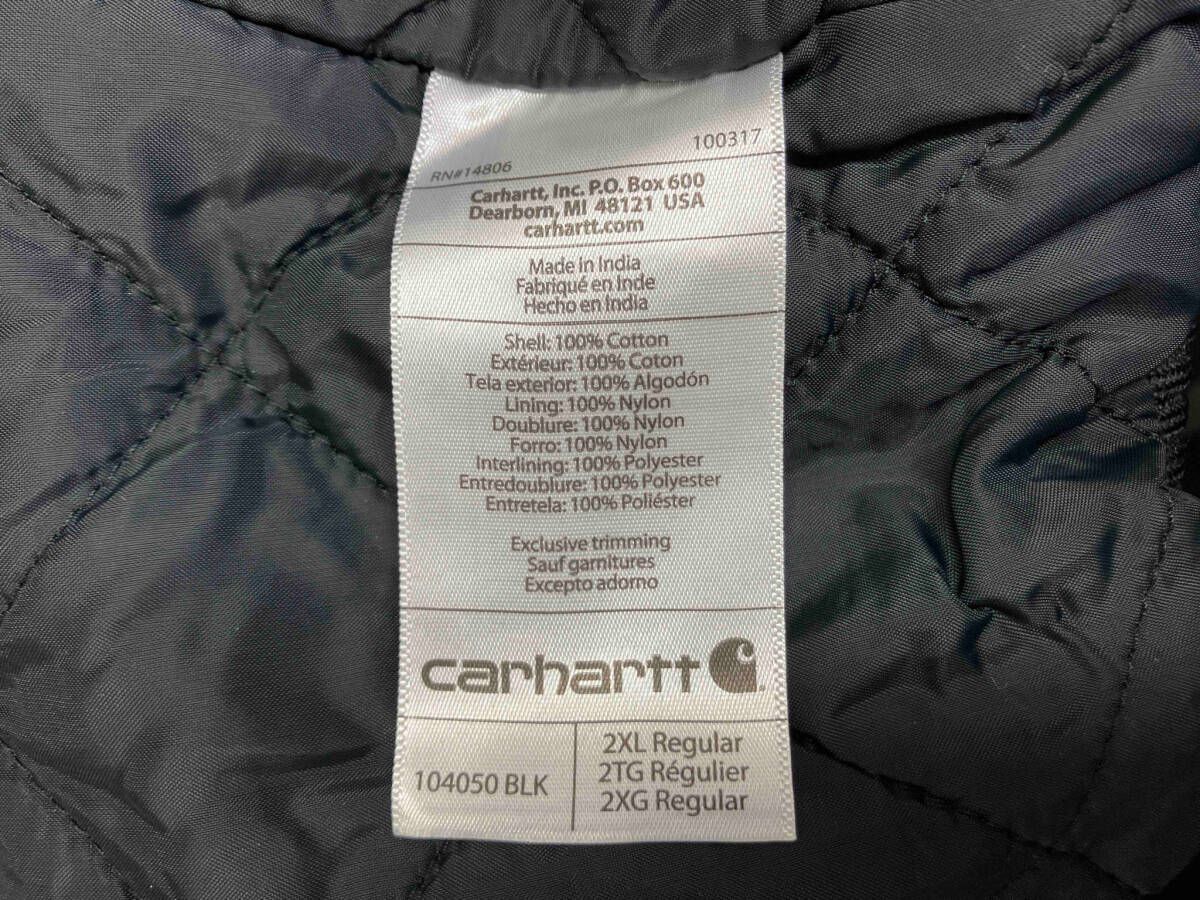 RN#14806 100317
Carhartt, Inc. P.O. Box 600
Dearborn, MI 48121 USA
carhartt.com
Made in India
Fabriqué en Inde
Hecho en India
Shell: 100% Cotton
Extérieur: 100% Coton
Tela exterior: 100% Algodón
Lining: 100% Nylon
Doublure: 100% Nylon
Forro: 100% Nylon
Interlining: 100% Polyester
Entredoublure: 100% Polyester
Entretela: 100% Poliéster
Exclusive trimming
Sauf garnitures
Excepto adorno
carhartt
104050 BLK
2XL Regular
2TG Régulier
2XG Regular